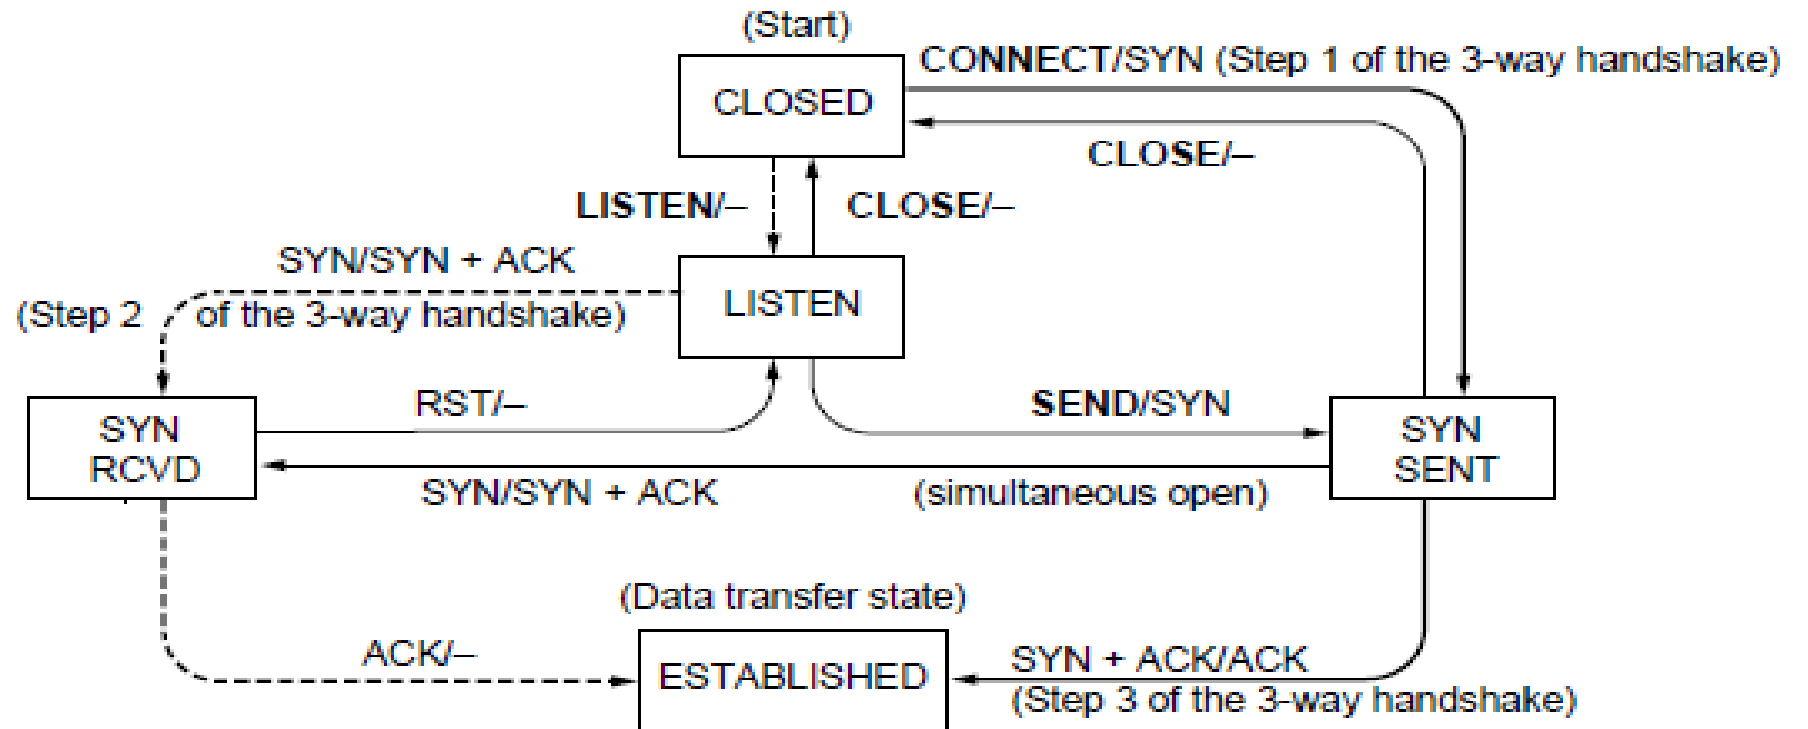 (Start)
CONNECT/SYN (Step 1 of the 3-way handshake)
CLOSED
CLOSE/–
LISTEN/–
CLOSE/–
SYN/SYN + ACK
LISTEN
(Step 2 of the 3-way handshake)
RST/–
SEND/SYN
SYN
RCVD
SYN
SENT
SYN/SYN + ACK
(simultaneous open)
(Data transfer state)
ACK/–
ESTABLISHED
SYN + ACK/ACK
(Step 3 of the 3-way handshake)